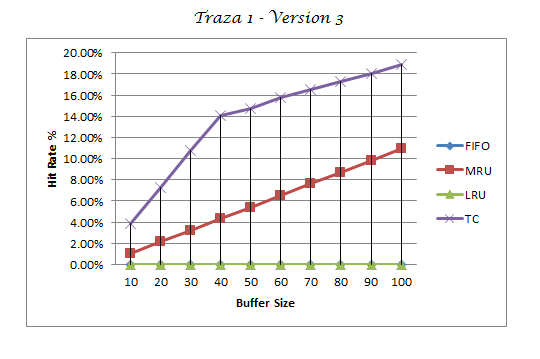 Traza 1 - Version 3
20.00%
18.00%
16.00%
14.00%
12.00%
10.00%
8.00%
6.00%
4.00%
2.00%
0.00%
Hit Rate %
10 20 30 40 50 60 70 80 90 100
Buffer Size
FIFO
MRU
LRU
TC